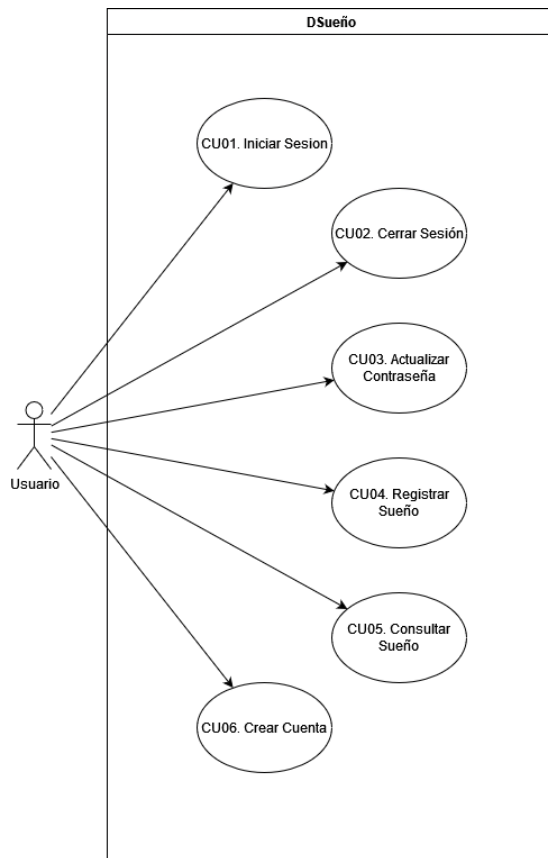 DSueño
CU01. Iniciar Sesion
CU02. Cerrar Sesión
CU03. Actualizar
Contraseña
Usuario
CU04. Registrar
Sueño
CU05. Consultar
Sueño
CU06. Crear Cuenta